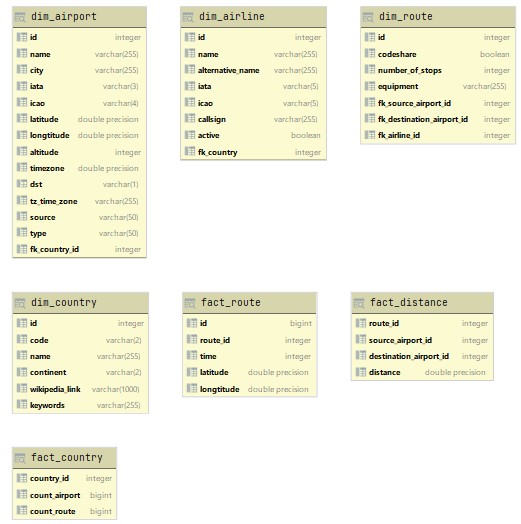 dim_airport
id integer
name varchar(255)
city varchar(255)
iata varchar(3)
icao varchar(4)
latitude double precision
longtitude double precision
altitude integer
timezone double precision
dst varchar(1)
tz_time_zone varchar(255)
source varchar(50)
type varchar(50)
fk_country_id integer
dim_airline
id integer
name varchar(255)
alternative_name varchar(255)
iata varchar(5)
icao varchar(5)
callsign varchar(255)
active boolean
fk_country integer
dim_route
id integer
codeshare boolean
number_of_stops integer
equipment varchar(255)
fk_source_airport_id integer
fk_destination_airport_id integer
fk_airline_id integer
dim_country
id integer
code varchar(2)
name varchar(255)
continent varchar(2)
wikipedia_link varchar(1000)
keywords varchar(255)
fact_route
id bigint
route_id integer
time integer
latitude double precision
longtitude double precision
fact_distance
route_id integer
source_airport_id integer
destination_airport_id integer
distance double precision
fact_country
country_id integer
count_airport bigint
count_route bigint